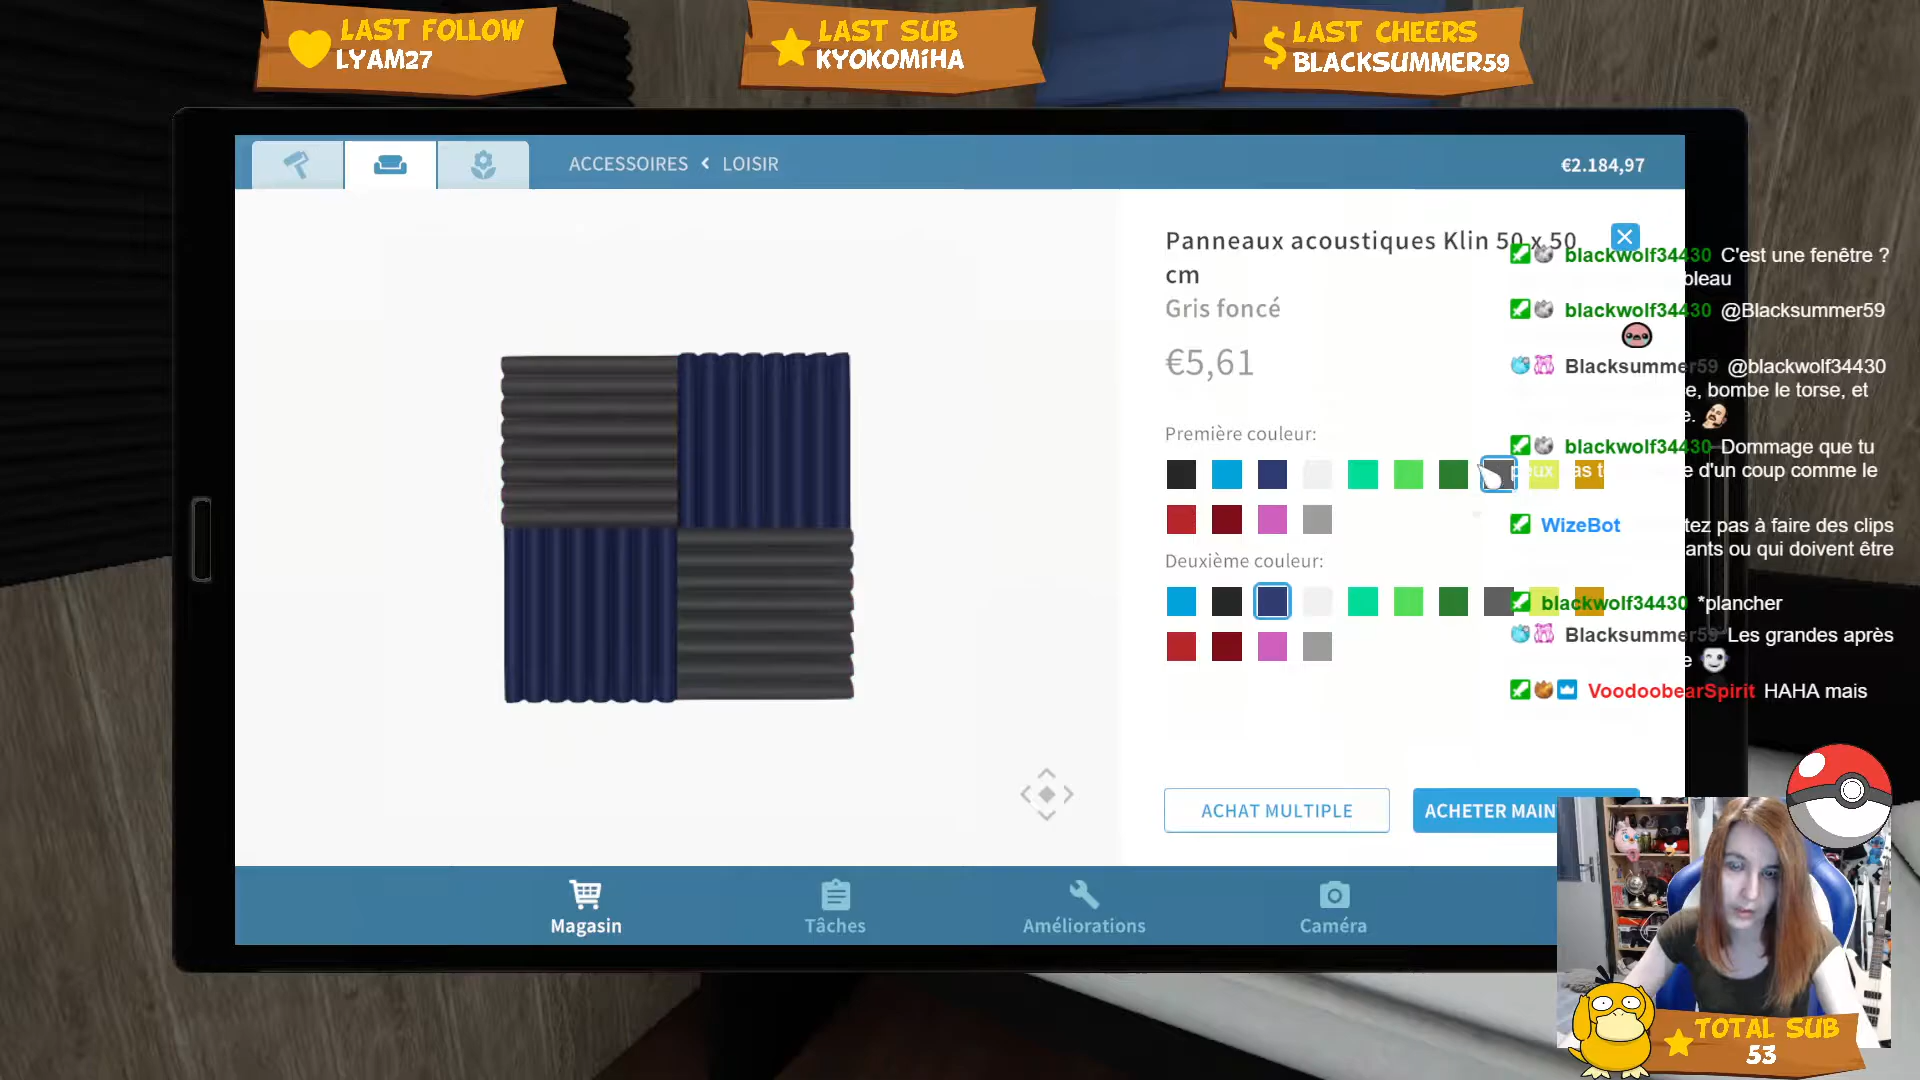 LAST FOLLOW
LYAM27
LAST SUB
KYOKOMiHA
LAST CHEERS
BLACKSUMMER59
ACCESSOIRES < LOISIR
€2.184,97
Panneaux acoustiques Klin 50 x 50
cm
Gris foncé
€5,61
Première couleur:
Deuxième couleur:
ACHAT MULTIPLE
ACHETER MAIN
Magasin
Tâches
Améliorations
Caméra
blackwolf34430 C'est une fenêtre ?
bleau
blackwolf34430 @Blacksummer59
Blacksummer59 @blackwolf34430
e, bombe le torse, et
e.
blackwolf34430 Dommage que tu
peux pas t e d'un coup comme le
WizeBot tez pas à faire des clips
ants ou qui doivent être
blackwolf34430 *plancher
Blacksummer59 Les grandes après
e
VoodoobearSpirit HAHA mais
TOTAL SUB
53